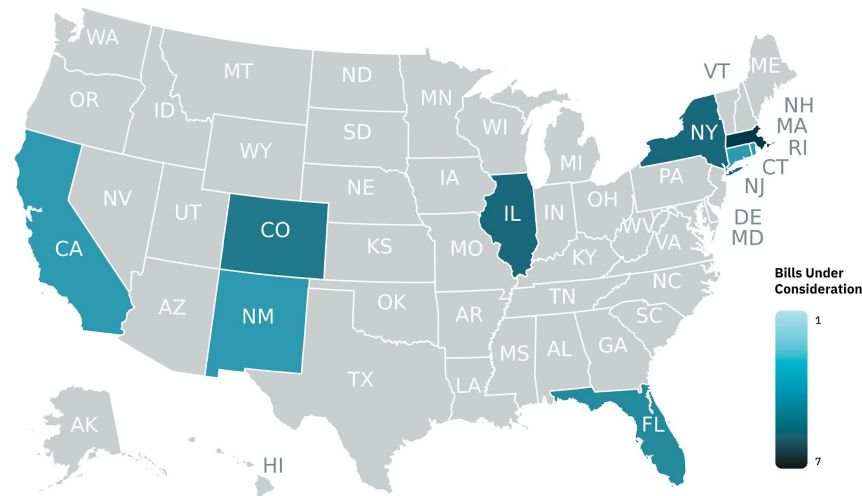 WA
MT
ND
MN
VT
ME
OR
ID
SD
WI
MI
NY
NH
MA
RI
WY
CT
NJ
NV
UT
CO
NE
IA
IL
IN
OH
PA
DE
MD
CA
KS
MO
KY
WV
VA
AZ
NM
OK
AR
TN
NC
SC
TX
LA
MS
AL
GA
FL
AK
HI
Bills Under
Consideration
1
7